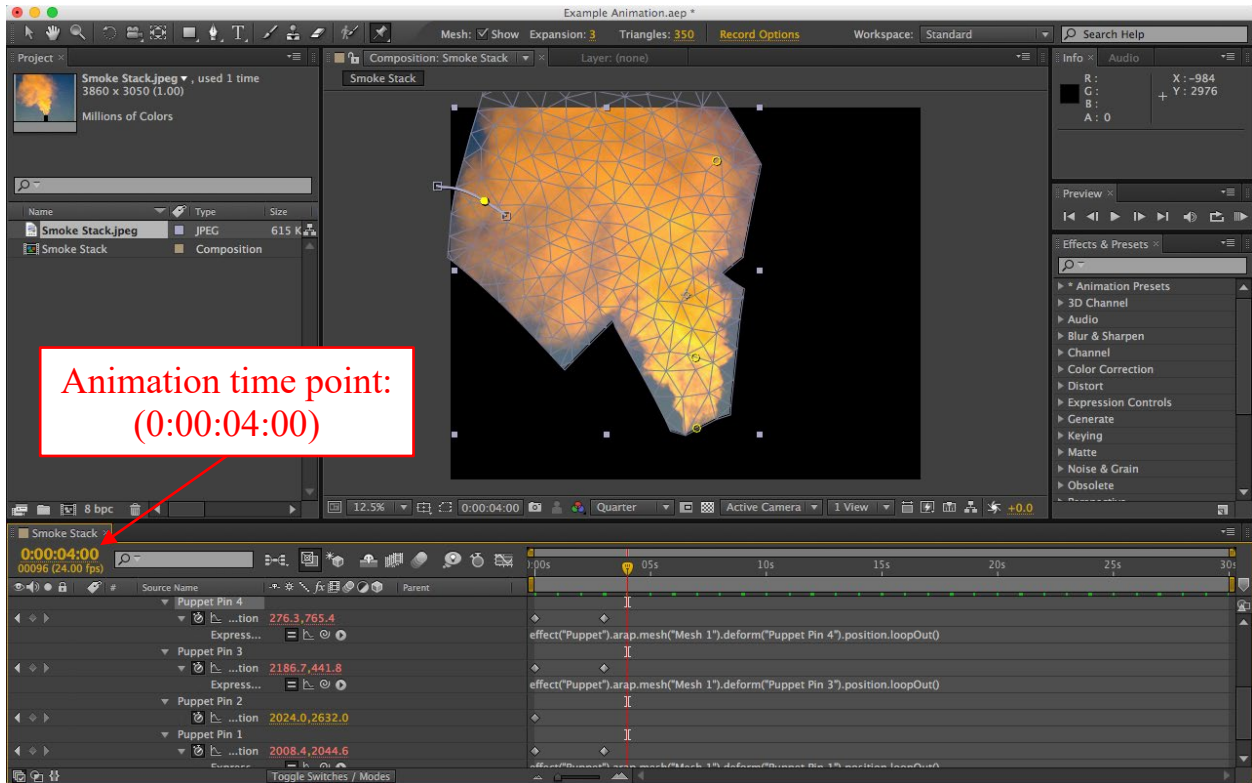 Example Animation.aep *
Mesh: Show Expansion: 3 Triangles: 350 Record Options Workspace: Standard Search Help
Project
Smoke Stack.jpeg , used 1 time
3860 x 3050 (1.00)
Millions of Colors
Name Type Size
Smoke Stack.jpeg JPEG 615 K
Smoke Stack Composition
8 bpc
Composition: Smoke Stack Layer: (none)
Smoke Stack
12.5% 0:00:04:00 Quarter Active Camera 1 View +0.0
Info Audio
R : X : -984
G : Y : 2976
B :
A : 0
Preview
Effects & Presets
* Animation Presets
3D Channel
Audio
Blur & Sharpen
Channel
Color Correction
Distort
Expression Controls
Generate
Keying
Matte
Noise & Grain
Obsolete
Animation time point:
(0:00:04:00)
Smoke Stack
0:00:04:00
00096 (24.00 fps)
# Source Name Parent
05s 10s 15s 20s 25s
Puppet Pin 4
...tion 276.3,765.4
Express... effect("Puppet").arap.mesh("Mesh 1").deform("Puppet Pin 4").position.loopOut()
Puppet Pin 3
...tion 2186.7,441.8
Express... effect("Puppet").arap.mesh("Mesh 1").deform("Puppet Pin 3").position.loopOut()
Puppet Pin 2
...tion 2024.0,2632.0
Puppet Pin 1
...tion 2008.4,2044.6
Toggle Switches / Modes